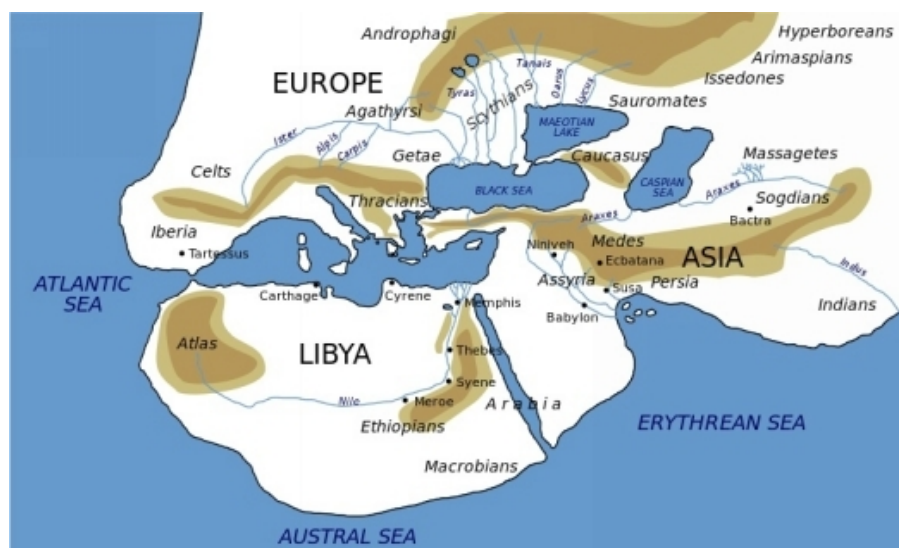 Hyperboreans
Androphagi
Arimaspians
Tanais
Issedones
EUROPE
Tyras
Scythians
Oaros
Lycus
Sauromates
Agathyrsi
MAEOTIAN
LAKE
Ister
Alpis
Carpis
Getae
Caucasus
Massagetes
Celts
BLACK SEA
CASPIAN
SEA
Araxes
Sogdians
Thracians
Araxes
Bactra
Iberia
Tartessus
Niniveh
Medes
Ecbatana
ASIA
Indus
ATLANTIC
SEA
Assyria
Susa
Persia
Carthage
Cyrene
Memphis
Babylon
Indians
Atlas
LIBYA
Thebes
Syene
Nile
Meroe
Arabia
Ethiopians
ERYTHREAN SEA
Macrobians
AUSTRAL SEA